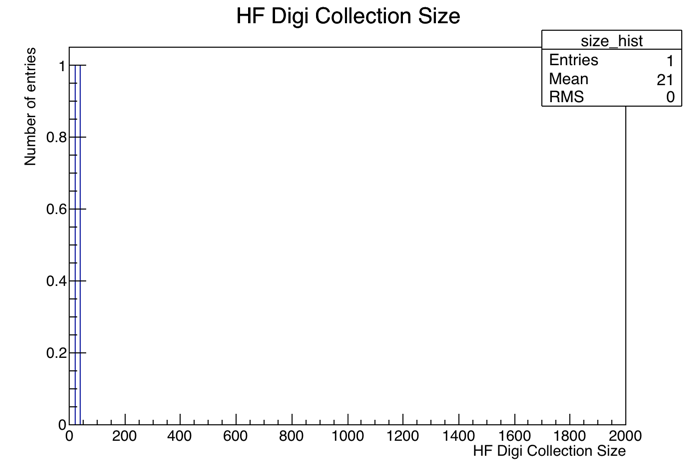 HF Digi Collection Size
size_hist
Entries 1
Mean 21
RMS 0
Number of entries
1
0.8
0.6
0.4
0.2
0
0 200 400 600 800 1000 1200 1400 1600 1800 2000
HF Digi Collection Size